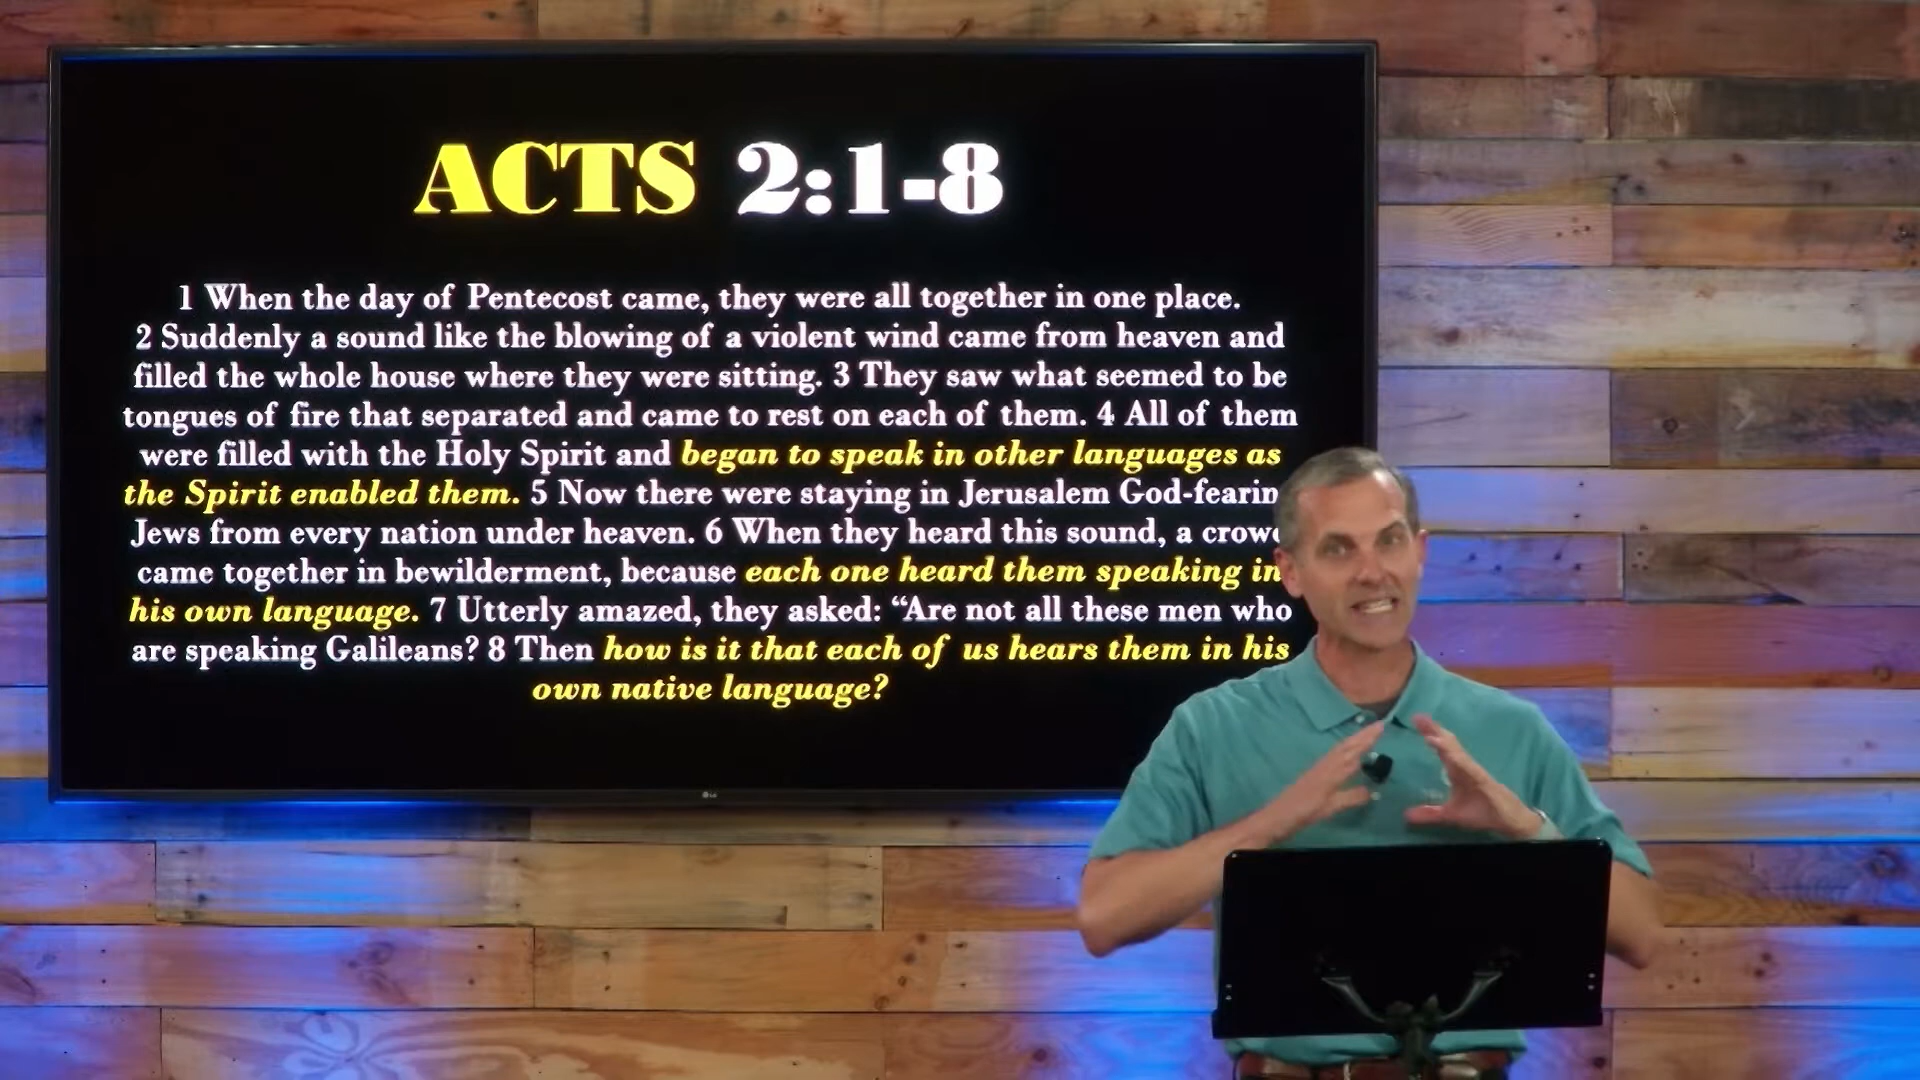 ACTS 2:1-8
1 When the day of Pentecost came, they were all together in one place.
2 Suddenly a sound like the blowing of a violent wind came from heaven and
filled the whole house where they were sitting. 3 They saw what seemed to be
tongues of fire that separated and came to rest on each of them. 4 All of them
were filled with the Holy Spirit and began to speak in other languages as
the Spirit enabled them. 5 Now there were staying in Jerusalem God-fearin
Jews from every nation under heaven. 6 When they heard this sound, a crow
came together in bewilderment, because each one heard them speaking in
his own language. 7 Utterly amazed, they asked: “Are not all these men who
are speaking Galileans? 8 Then how is it that each of us hears them in his
own native language?
LG